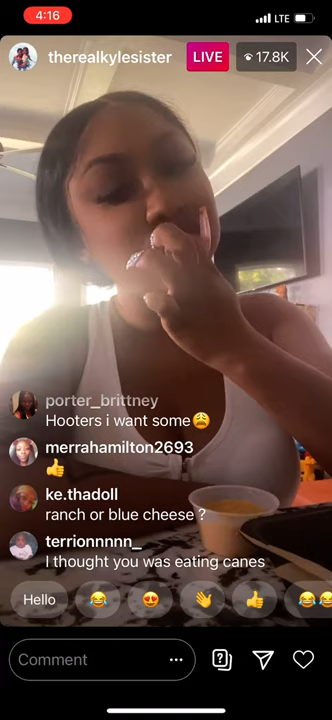 4:16
LTE
therealkylesister LIVE 17.8K
porter_brittney
Hooters i want some😩
merrahamilton2693
👍
ke.thadoll
ranch or blue cheese ?
terrionnnnn_
I thought you was eating canes
Hello 😂 😍 👋 👍 😂😂
Comment